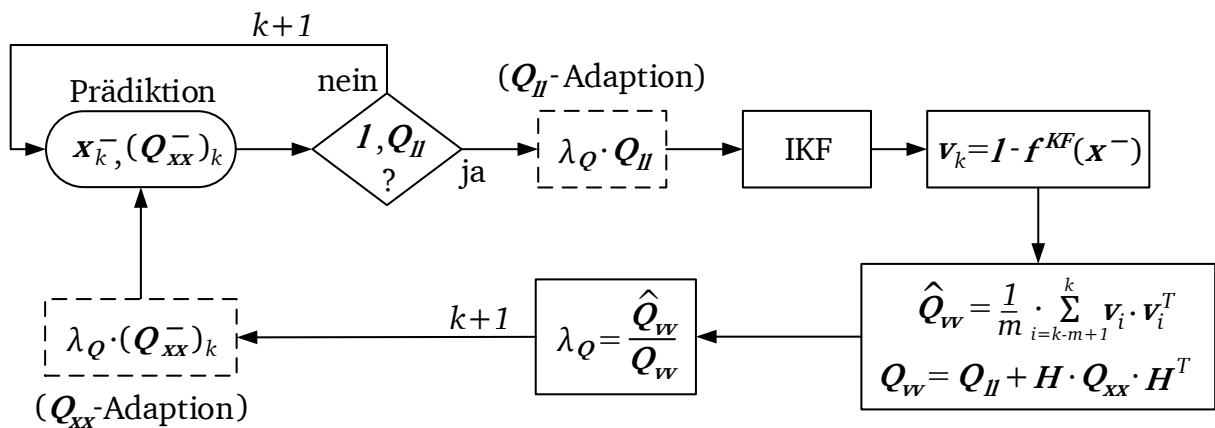 k+1
nein
Prädiktion
(Q_ll-Adaption)
x_k^-, (Q_xx^-)_k
l, Q_ll
?
ja
λ_Q · Q_ll
IKF
v_k = l - f^KF(x^-)
Q̂_vv = 1/m · Σ_{i=k-m+1}^k v_i · v_i^T
Q_vv = Q_ll + H · Q_xx · H^T
λ_Q = Q̂_vv / Q_vv
k+1
λ_Q · (Q_xx^-)_k
(Q_xx-Adaption)